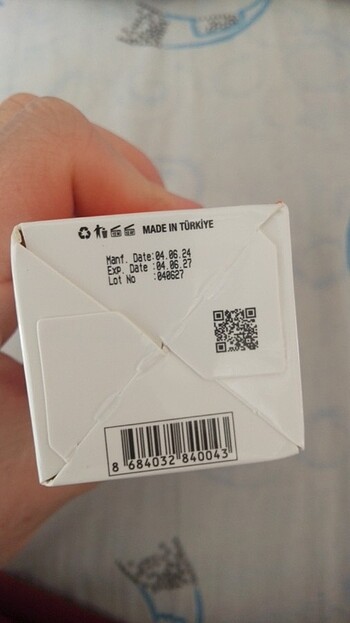 MADE IN TÜRKİYE
Manf. Date:04.06.24
Exp. Date :04.06.27
Lot No :040627
8 684032 840043